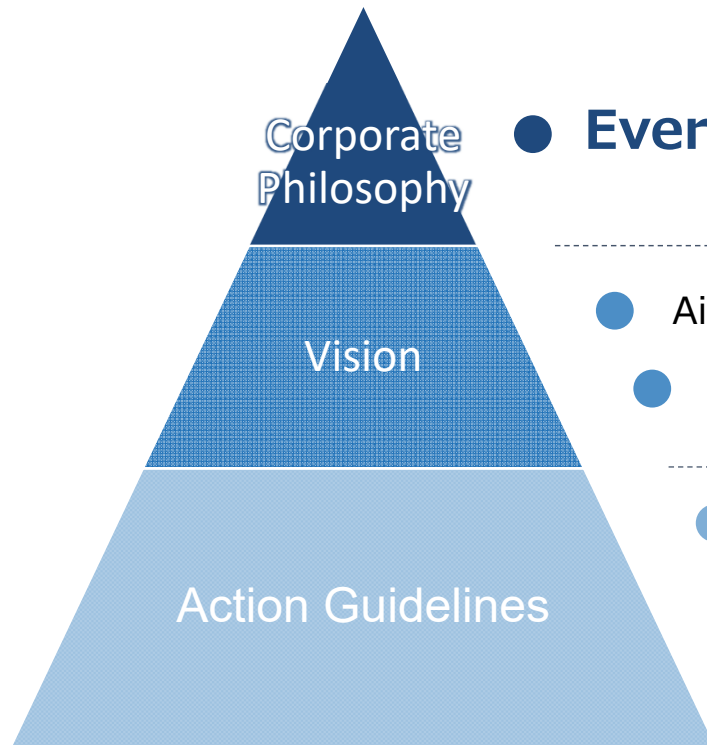 Corporate
Philosophy
● Ever
Vision
● Ai
●
Action Guidelines